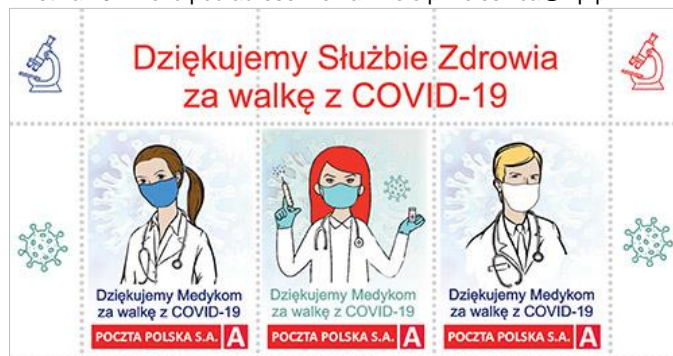 Dziękujemy Służbie Zdrowia
za walkę z COVID-19
Dziękujemy Medykom
za walkę z COVID-19
POCZTA POLSKA S.A. A
Dziękujemy Medykom
za walkę z COVID-19
POCZTA POLSKA S.A. A
Dziękujemy Medykom
za walkę z COVID-19
POCZTA POLSKA S.A. A